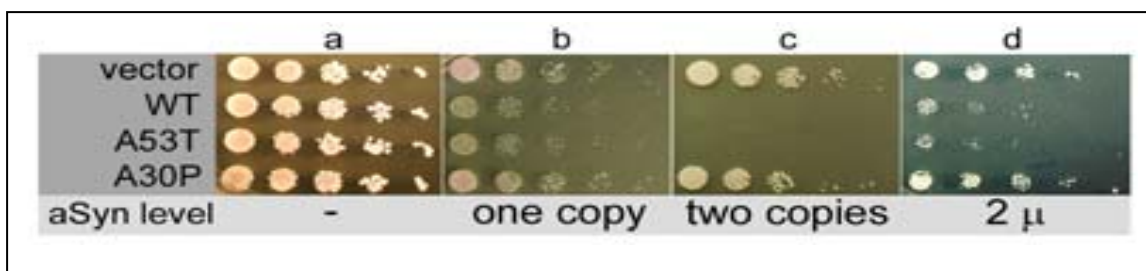 a b c d
vector
WT
A53T
A30P
aSyn level - one copy two copies 2 µ